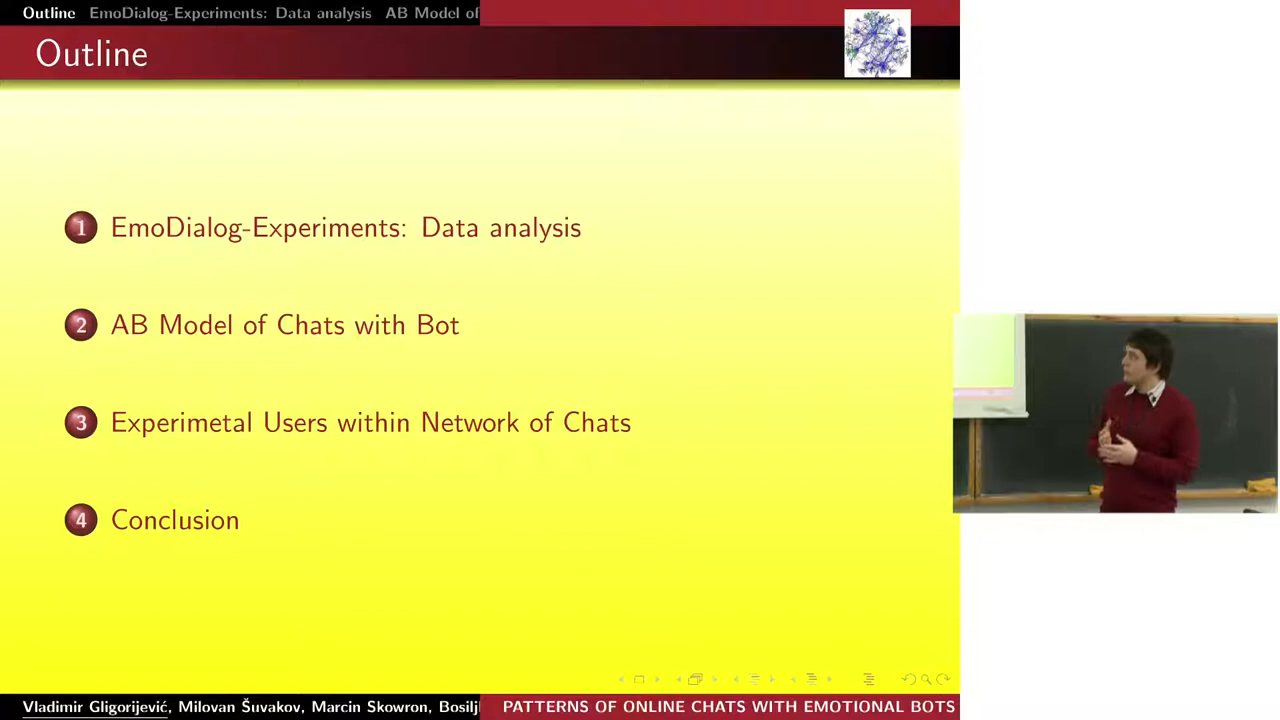 Outline EmoDialog-Experiments: Data analysis AB Model of
Outline
1 EmoDialog-Experiments: Data analysis
2 AB Model of Chats with Bot
3 Experimetal Users within Network of Chats
4 Conclusion
Vladimir Gligorijević, Milovan Šuvakov, Marcin Skowron, Bosilj
PATTERNS OF ONLINE CHATS WITH EMOTIONAL BOTS